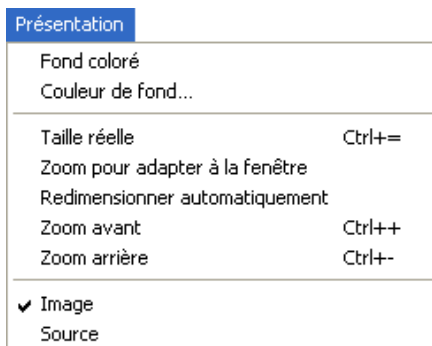 Présentation
Fond coloré
Couleur de fond...
Taille réelle Ctrl+=
Zoom pour adapter à la fenêtre
Redimensionner automatiquement
Zoom avant Ctrl++
Zoom arrière Ctrl+-
Image
Source